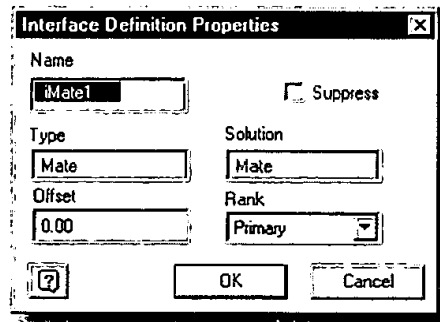 Interface Definition Properties
Name
iMate1
Suppress
Type
Solution
Mate
Mate
Offset
Rank
0.00
Primary
?
OK
Cancel